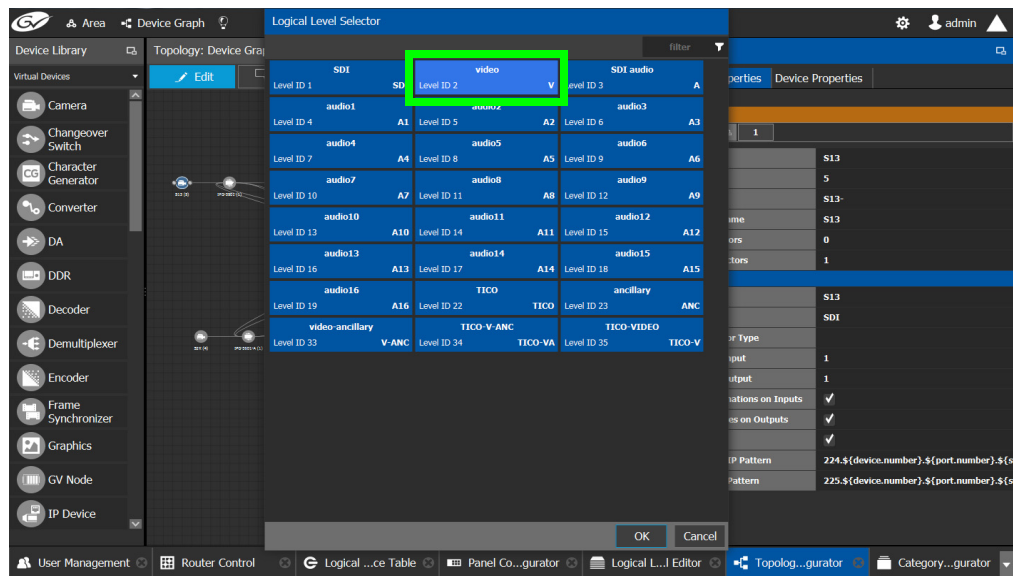 GV Area Device Graph admin
Device Library
Topology: Device Gra
Logical Level Selector
Virtual Devices
Edit
filter
perties Device Properties
SDI
Level ID 1 SD
video
Level ID 2 V
SDI audio
Level ID 3 A
audio1
Level ID 4 A1
audio2
Level ID 5 A2
audio3
Level ID 6 A3
audio4
Level ID 7 A4
audio5
Level ID 8 A5
audio6
Level ID 9 A6
audio7
Level ID 10 A7
audio8
Level ID 11 A8
audio9
Level ID 12 A9
audio10
Level ID 13 A10
audio11
Level ID 14 A11
audio12
Level ID 15 A12
audio13
Level ID 16 A13
audio14
Level ID 17 A14
audio15
Level ID 18 A15
audio16
Level ID 19 A16
TICO
Level ID 22 TICO
ancillary
Level ID 23 ANC
video-ancillary
Level ID 33 V-ANC
TICO-V-ANC
Level ID 34 TICO-VA
TICO-VIDEO
Level ID 35 TICO-V
OK Cancel
Camera
Changeover
Switch
CG
Character
Generator
Converter
DA
DDR
Decoder
Demultiplexer
Encoder
Frame
Synchronizer
Graphics
GV Node
IP Device
1
S13
5
S13-
ume S13
ors 0
ctors 1
S13
SDI
or Type
nput 1
utput 1
nations on Inputs
es on Outputs
IP Pattern 224.${device.number}.${port.number}.${s
Pattern 225.${device.number}.${port.number}.${s
User Management
Router Control
Logical ...ce Table
Panel Co...gurator
Logical L...l Editor
Topolog...gurator
Category...gurator